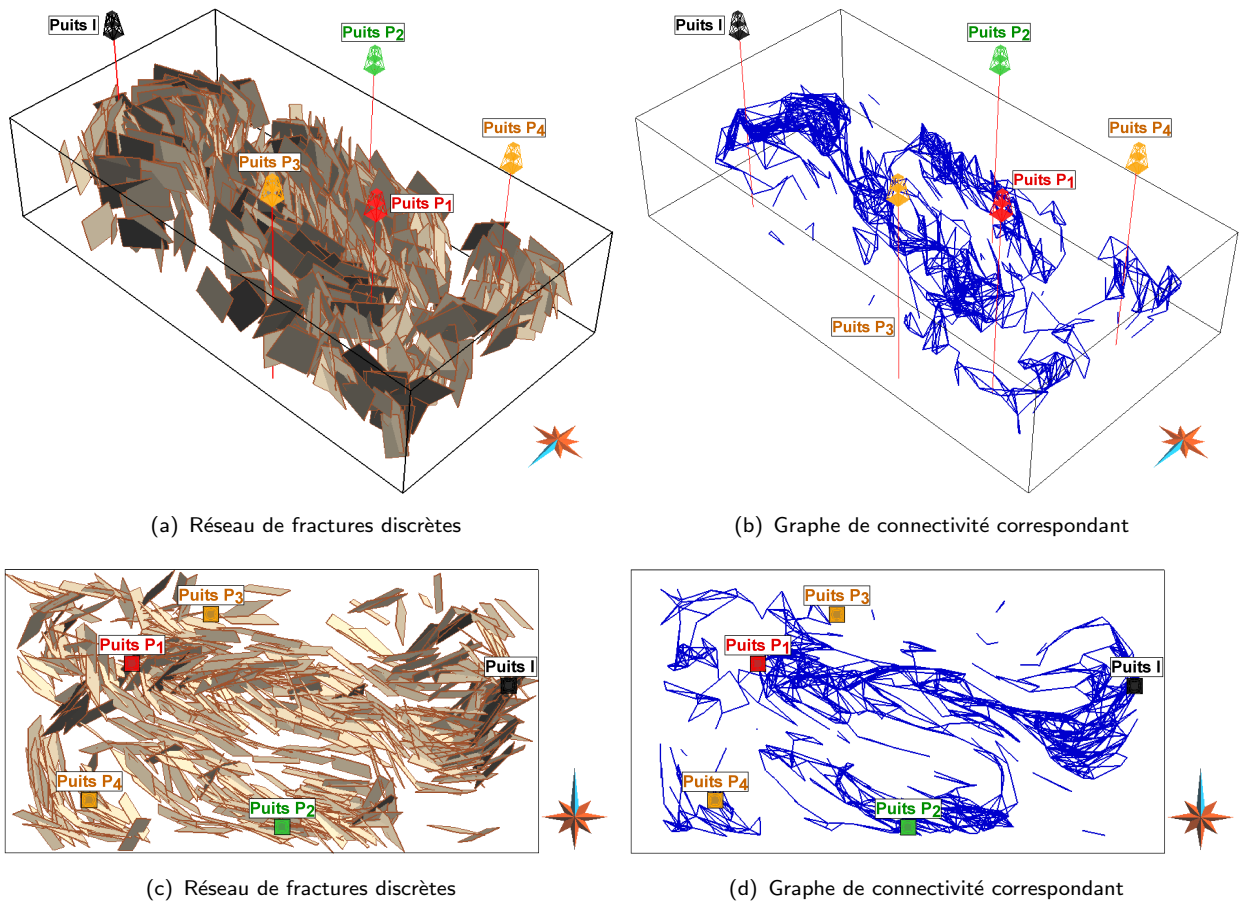 Puits I
Puits P2
Puits P4
Puits P3
Puits P1
(a) Réseau de fractures discrètes
Puits I
Puits P2
Puits P4
Puits P1
Puits P3
(b) Graphe de connectivité correspondant
Puits P3
Puits P1
Puits I
Puits P4
Puits P2
(c) Réseau de fractures discrètes
Puits P3
Puits P1
Puits I
Puits P4
Puits P2
(d) Graphe de connectivité correspondant